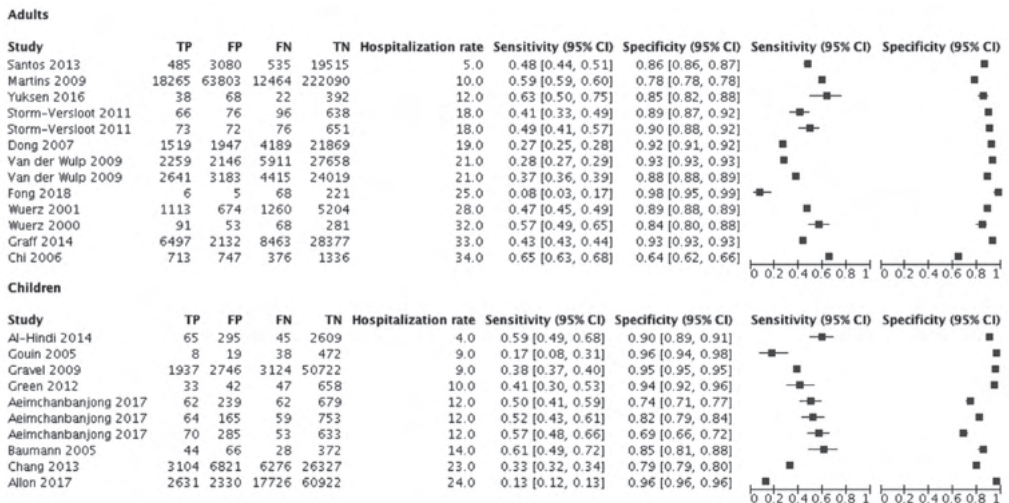 Adults
Study TP FP FN TN Hospitalization rate Sensitivity (95% CI) Specificity (95% CI) Sensitivity (95% CI) Specificity (95% CI)
Santos 2013 485 3080 535 19515 5.0 0.48 [0.44, 0.51] 0.86 [0.86, 0.87]
Martins 2009 18265 63803 12464 222090 10.0 0.59 [0.59, 0.60] 0.78 [0.78, 0.78]
Yuksen 2016 38 68 22 392 12.0 0.63 [0.50, 0.75] 0.85 [0.82, 0.88]
Storm-Versloot 2011 66 76 96 638 18.0 0.41 [0.33, 0.49] 0.89 [0.87, 0.92]
Storm-Versloot 2011 73 72 76 651 18.0 0.49 [0.41, 0.57] 0.90 [0.88, 0.92]
Dong 2007 1519 1947 4189 21869 19.0 0.27 [0.25, 0.28] 0.92 [0.91, 0.92]
Van der Wulp 2009 2259 2146 5911 27658 21.0 0.28 [0.27, 0.29] 0.93 [0.93, 0.93]
Van der Wulp 2009 2641 3183 4415 24019 21.0 0.37 [0.36, 0.39] 0.88 [0.88, 0.89]
Fong 2018 6 5 68 221 25.0 0.08 [0.03, 0.17] 0.98 [0.95, 0.99]
Wuerz 2001 1113 674 1260 5204 28.0 0.47 [0.45, 0.49] 0.89 [0.88, 0.89]
Wuerz 2000 91 53 68 281 32.0 0.57 [0.49, 0.65] 0.84 [0.80, 0.88]
Graff 2014 6497 2132 8463 28377 33.0 0.43 [0.43, 0.44] 0.93 [0.93, 0.93]
Chi 2006 713 747 376 1336 34.0 0.65 [0.63, 0.68] 0.64 [0.62, 0.66]
0 0.2 0.4 0.6 0.8 1 0 0.2 0.4 0.6 0.8 1
Children
Study TP FP FN TN Hospitalization rate Sensitivity (95% CI) Specificity (95% CI) Sensitivity (95% CI) Specificity (95% CI)
Al-Hindi 2014 65 295 45 2609 4.0 0.59 [0.49, 0.68] 0.90 [0.89, 0.91]
Gouin 2005 8 19 38 472 9.0 0.17 [0.08, 0.31] 0.96 [0.94, 0.98]
Gravel 2009 1937 2746 3124 50722 9.0 0.38 [0.37, 0.40] 0.95 [0.95, 0.95]
Green 2012 33 42 47 658 10.0 0.41 [0.30, 0.53] 0.94 [0.92, 0.96]
Aeimchanbanjong 2017 62 239 62 679 12.0 0.50 [0.41, 0.59] 0.74 [0.71, 0.77]
Aeimchanbanjong 2017 64 165 59 753 12.0 0.52 [0.43, 0.61] 0.82 [0.79, 0.84]
Aeimchanbanjong 2017 70 285 53 633 12.0 0.57 [0.48, 0.66] 0.69 [0.66, 0.72]
Baumann 2005 44 66 28 372 14.0 0.61 [0.49, 0.72] 0.85 [0.81, 0.88]
Chang 2013 3104 6821 6276 26327 23.0 0.33 [0.32, 0.34] 0.79 [0.79, 0.80]
Allon 2017 2631 2330 17726 60922 24.0 0.13 [0.12, 0.13] 0.96 [0.96, 0.96]
0 0.2 0.4 0.6 0.8 1 0 0.2 0.4 0.6 0.8 1